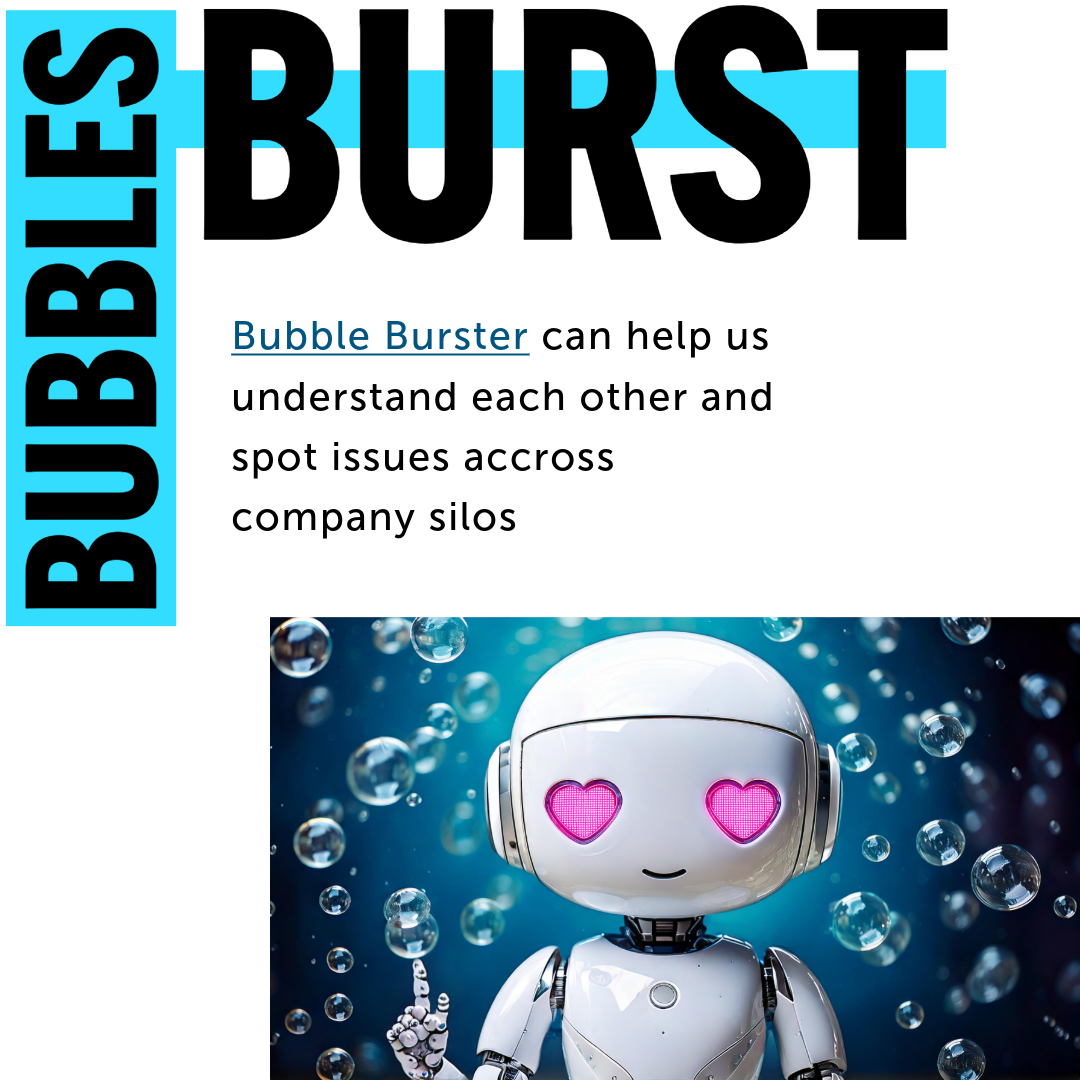 BUBBLES
BURST
Bubble Burster can help us
understand each other and
spot issues accross
company silos